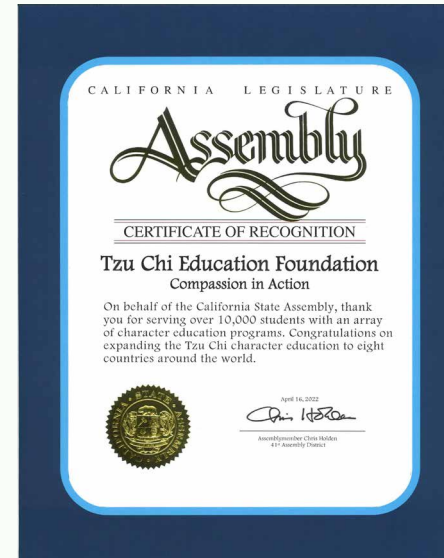 CALIFORNIA LEGISLATURE
Assembly
CERTIFICATE OF RECOGNITION
Tzu Chi Education Foundation
Compassion in Action
On behalf of the California State Assembly, thank
you for serving over 10,000 students with an array
of character education programs. Congratulations on
expanding the Tzu Chi character education to eight
countries around the world.
April 16, 2022
Chris Holden
Assemblymember Chris Holden
41st Assembly District